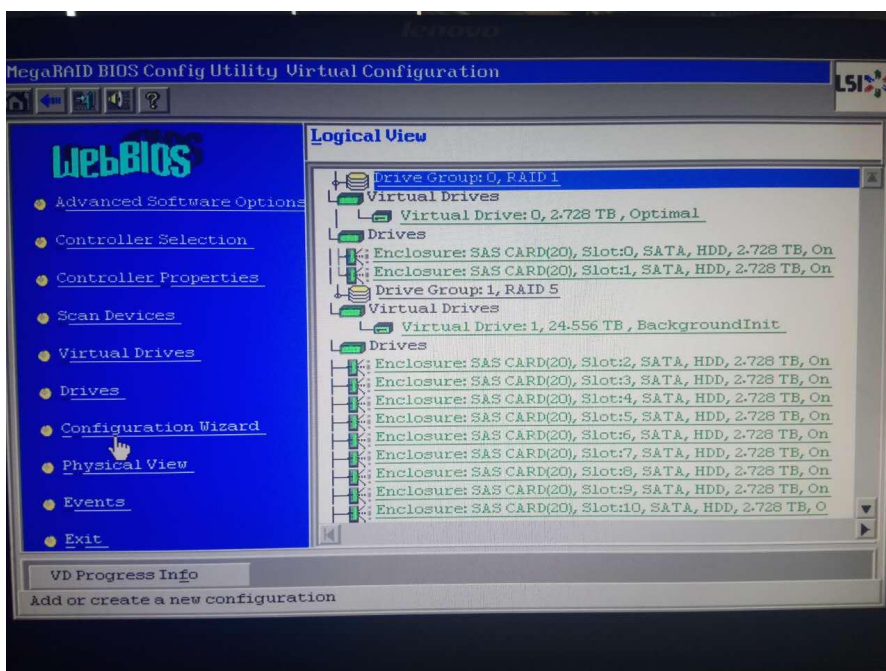 lenovo
MegaRAID BIOS Config Utility Virtual Configuration
LSI
WebBIOS
Advanced Software Options
Controller Selection
Controller Properties
Scan Devices
Virtual Drives
Drives
Configuration Wizard
Physical View
Events
Exit
Logical View
Drive Group: 0, RAID 1
Virtual Drives
Virtual Drive: 0, 2.728 TB, Optimal
Drives
Enclosure: SAS CARD(20), Slot:0, SATA, HDD, 2.728 TB, On
Enclosure: SAS CARD(20), Slot:1, SATA, HDD, 2.728 TB, On
Drive Group: 1, RAID 5
Virtual Drives
Virtual Drive: 1, 24.556 TB, BackgroundInit
Drives
Enclosure: SAS CARD(20), Slot:2, SATA, HDD, 2.728 TB, On
Enclosure: SAS CARD(20), Slot:3, SATA, HDD, 2.728 TB, On
Enclosure: SAS CARD(20), Slot:4, SATA, HDD, 2.728 TB, On
Enclosure: SAS CARD(20), Slot:5, SATA, HDD, 2.728 TB, On
Enclosure: SAS CARD(20), Slot:6, SATA, HDD, 2.728 TB, On
Enclosure: SAS CARD(20), Slot:7, SATA, HDD, 2.728 TB, On
Enclosure: SAS CARD(20), Slot:8, SATA, HDD, 2.728 TB, On
Enclosure: SAS CARD(20), Slot:9, SATA, HDD, 2.728 TB, On
Enclosure: SAS CARD(20), Slot:10, SATA, HDD, 2.728 TB, O
VD Progress Info
Add or create a new configuration